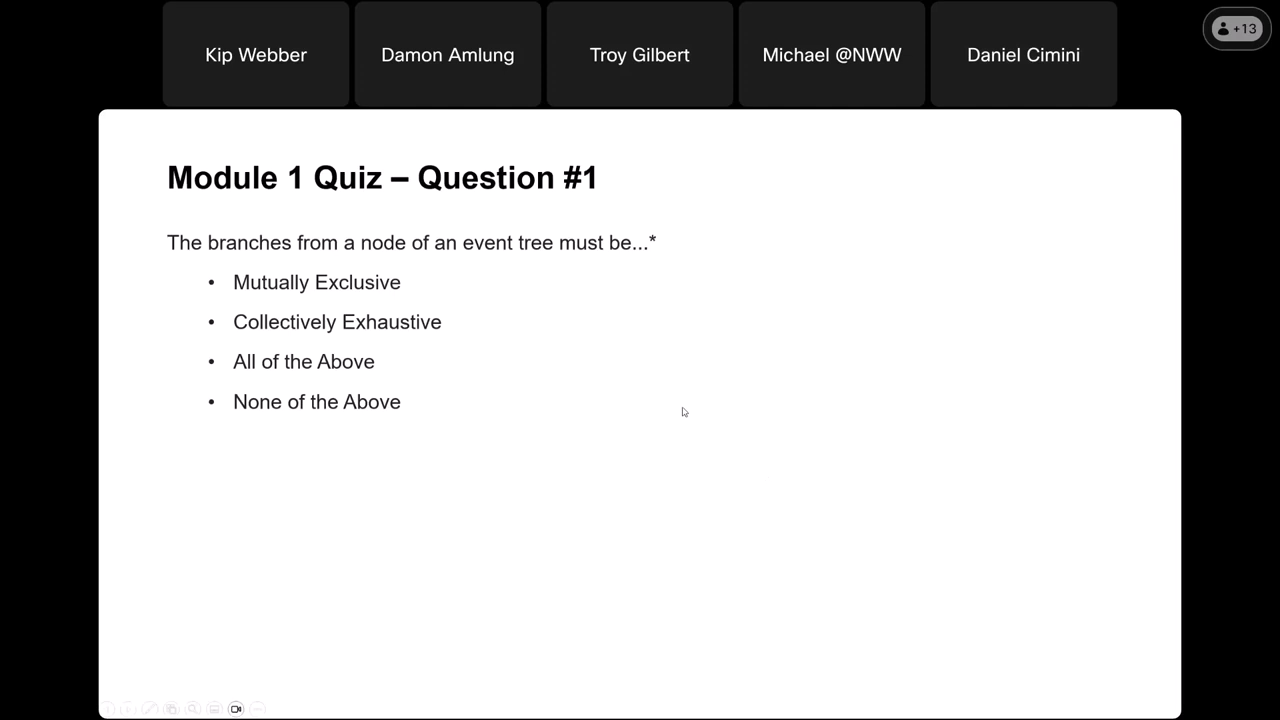 Kip Webber
Damon Amlung
Troy Gilbert
Michael @NWW
Daniel Cimini
+13
Module 1 Quiz – Question #1
The branches from a node of an event tree must be...*
• Mutually Exclusive
• Collectively Exhaustive
• All of the Above
• None of the Above